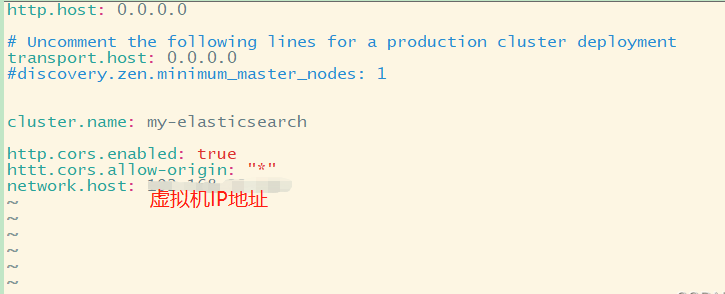 http.host: 0.0.0.0
# Uncomment the following lines for a production cluster deployment
transport.host: 0.0.0.0
#discovery.zen.minimum_master_nodes: 1
cluster.name: my-elasticsearch
http.cors.enabled: true
httt.cors.allow-origin: "*"
network.host:
虚拟机IP地址
~
~
~
~
~
~